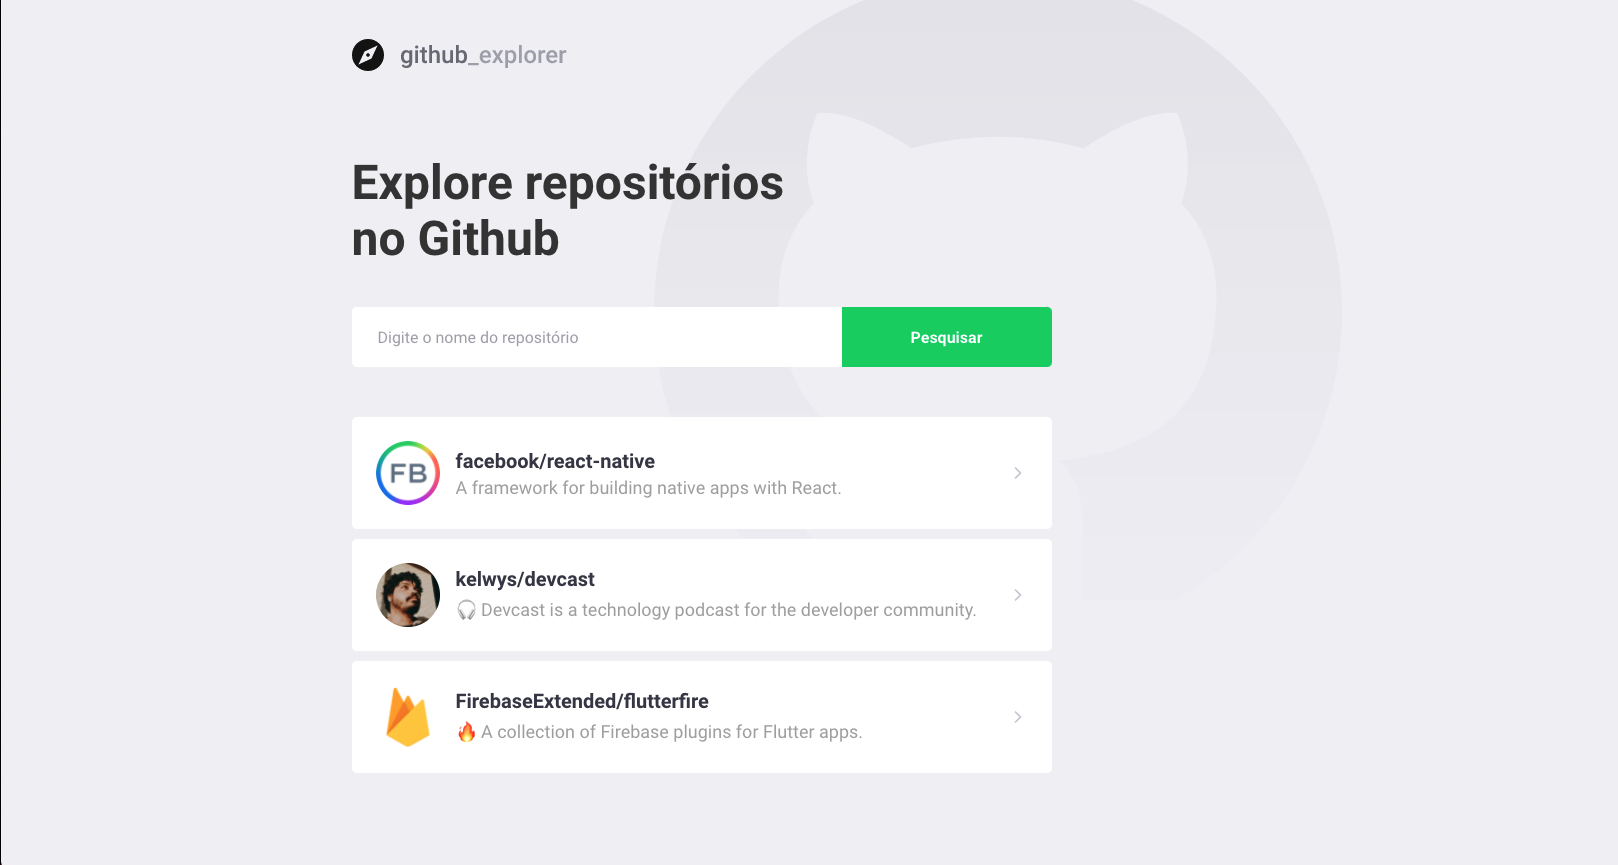 github_explorer
Explore repositórios
no Github
Digite o nome do repositório
Pesquisar
FB
facebook/react-native
A framework for building native apps with React.
kelwys/devcast
🎧 Devcast is a technology podcast for the developer community.
FirebaseExtended/flutterfire
🔥 A collection of Firebase plugins for Flutter apps.